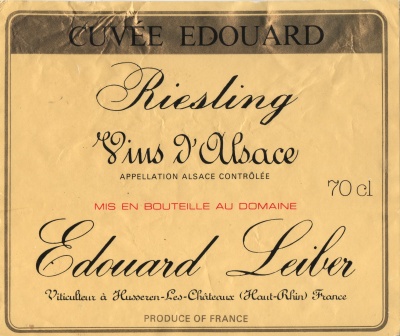 CUVÉE EDOUARD
Riesling
Vins d'Alsace
APPELLATION ALSACE CONTRÔLÉE
70 cl
MIS EN BOUTEILLE AU DOMAINE
Edouard Leiber
Viticulteur à Husseren-Les-Châteaux (Haut-Rhin) France
PRODUCE OF FRANCE